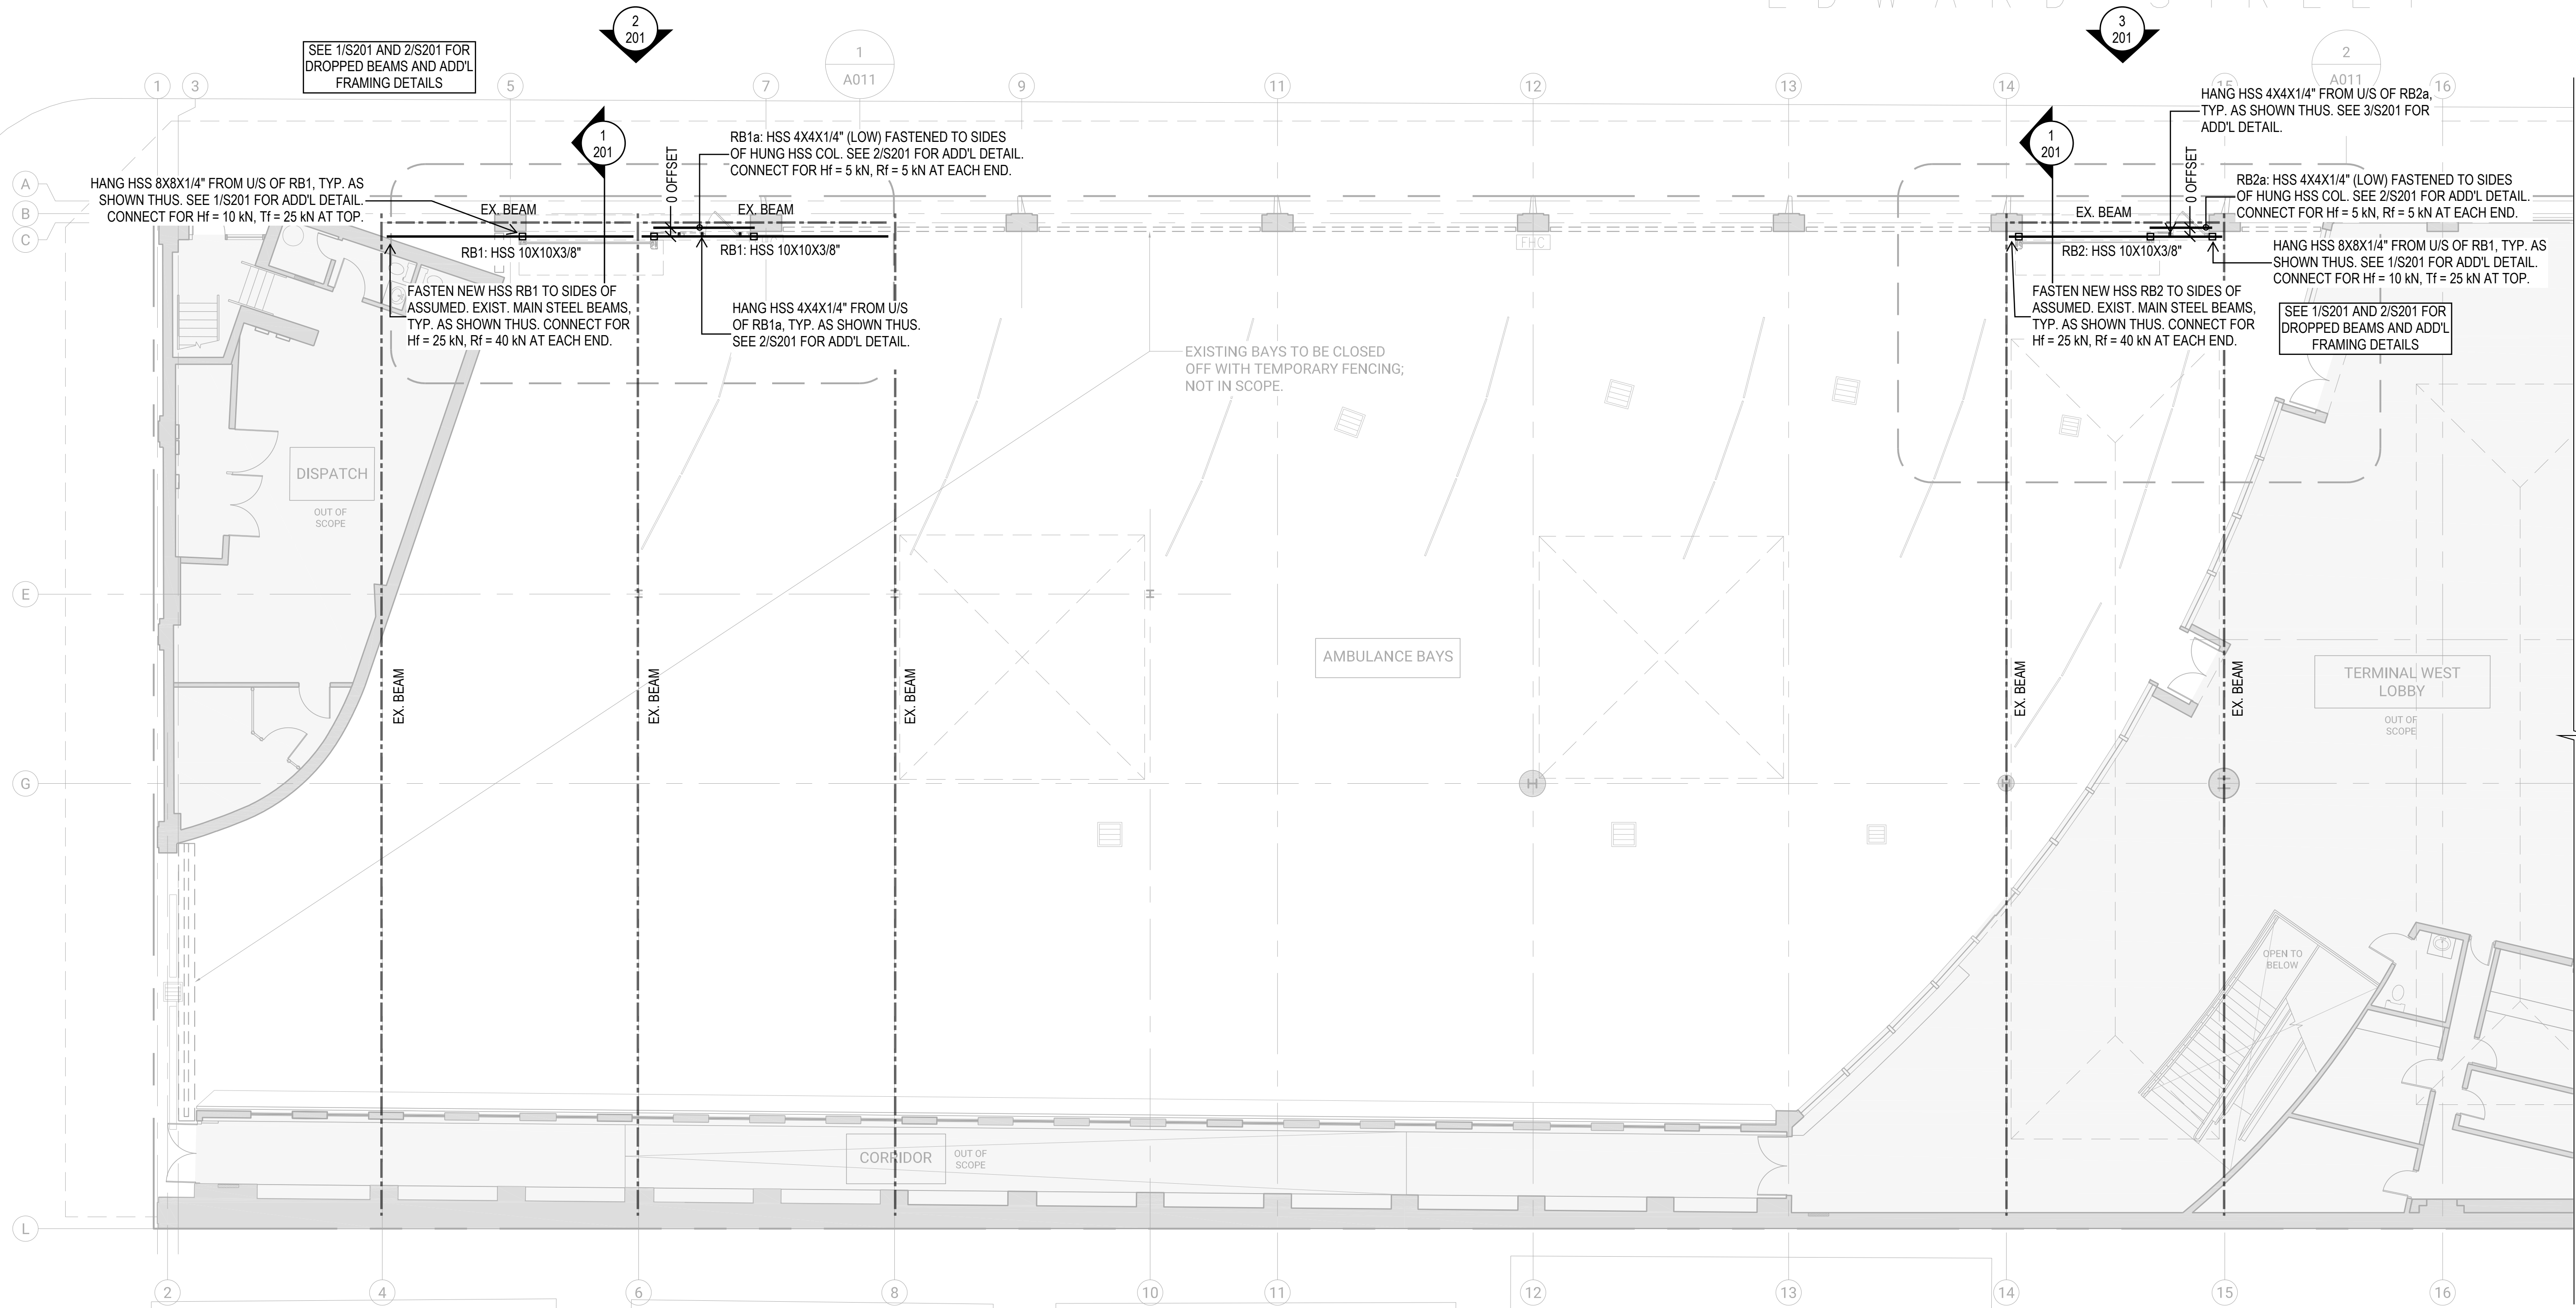 EDWARD STREET
2
201
3
201
SEE 1/S201 AND 2/S201 FOR
DROPPED BEAMS AND ADD'L
FRAMING DETAILS
1
A011
2
A011
1
3
5
7
9
11
12
13
14
15
16
HANG HSS 4X4X1/4" FROM U/S OF RB2a,
TYP. AS SHOWN THUS. SEE 3/S201 FOR
ADD'L DETAIL.
1
201
RB1a: HSS 4X4X1/4" (LOW) FASTENED TO SIDES
OF HUNG HSS COL. SEE 2/S201 FOR ADD'L DETAIL.
CONNECT FOR Hf = 5 kN, Rf = 5 kN AT EACH END.
0 OFFSET
1
201
0 OFFSET
RB2a: HSS 4X4X1/4" (LOW) FASTENED TO SIDES
OF HUNG HSS COL. SEE 2/S201 FOR ADD'L DETAIL.
CONNECT FOR Hf = 5 kN, Rf = 5 kN AT EACH END.
A
B
C
HANG HSS 8X8X1/4" FROM U/S OF RB1, TYP. AS
SHOWN THUS. SEE 1/S201 FOR ADD'L DETAIL.
CONNECT FOR Hf = 10 kN, Tf = 25 kN AT TOP.
EX. BEAM
EX. BEAM
EX. BEAM
RB1: HSS 10X10X3/8"
RB1: HSS 10X10X3/8"
FHC
RB2: HSS 10X10X3/8"
HANG HSS 8X8X1/4" FROM U/S OF RB1, TYP. AS
SHOWN THUS. SEE 1/S201 FOR ADD'L DETAIL.
CONNECT FOR Hf = 10 kN, Tf = 25 kN AT TOP.
FASTEN NEW HSS RB1 TO SIDES OF
ASSUMED. EXIST. MAIN STEEL BEAMS,
TYP. AS SHOWN THUS. CONNECT FOR
Hf = 25 kN, Rf = 40 kN AT EACH END.
HANG HSS 4X4X1/4" FROM U/S
OF RB1a, TYP. AS SHOWN THUS.
SEE 2/S201 FOR ADD'L DETAIL.
FASTEN NEW HSS RB2 TO SIDES OF
ASSUMED. EXIST. MAIN STEEL BEAMS,
TYP. AS SHOWN THUS. CONNECT FOR
Hf = 25 kN, Rf = 40 kN AT EACH END.
SEE 1/S201 AND 2/S201 FOR
DROPPED BEAMS AND ADD'L
FRAMING DETAILS
EXISTING BAYS TO BE CLOSED
OFF WITH TEMPORARY FENCING;
NOT IN SCOPE.
DISPATCH
OUT OF
SCOPE
E
AMBULANCE BAYS
EX. BEAM
EX. BEAM
EX. BEAM
EX. BEAM
EX. BEAM
TERMINAL WEST
LOBBY
OUT OF
SCOPE
G
OPEN TO
BELOW
CORRIDOR
OUT OF
SCOPE
L
2
4
6
8
10
11
12
13
14
15
16